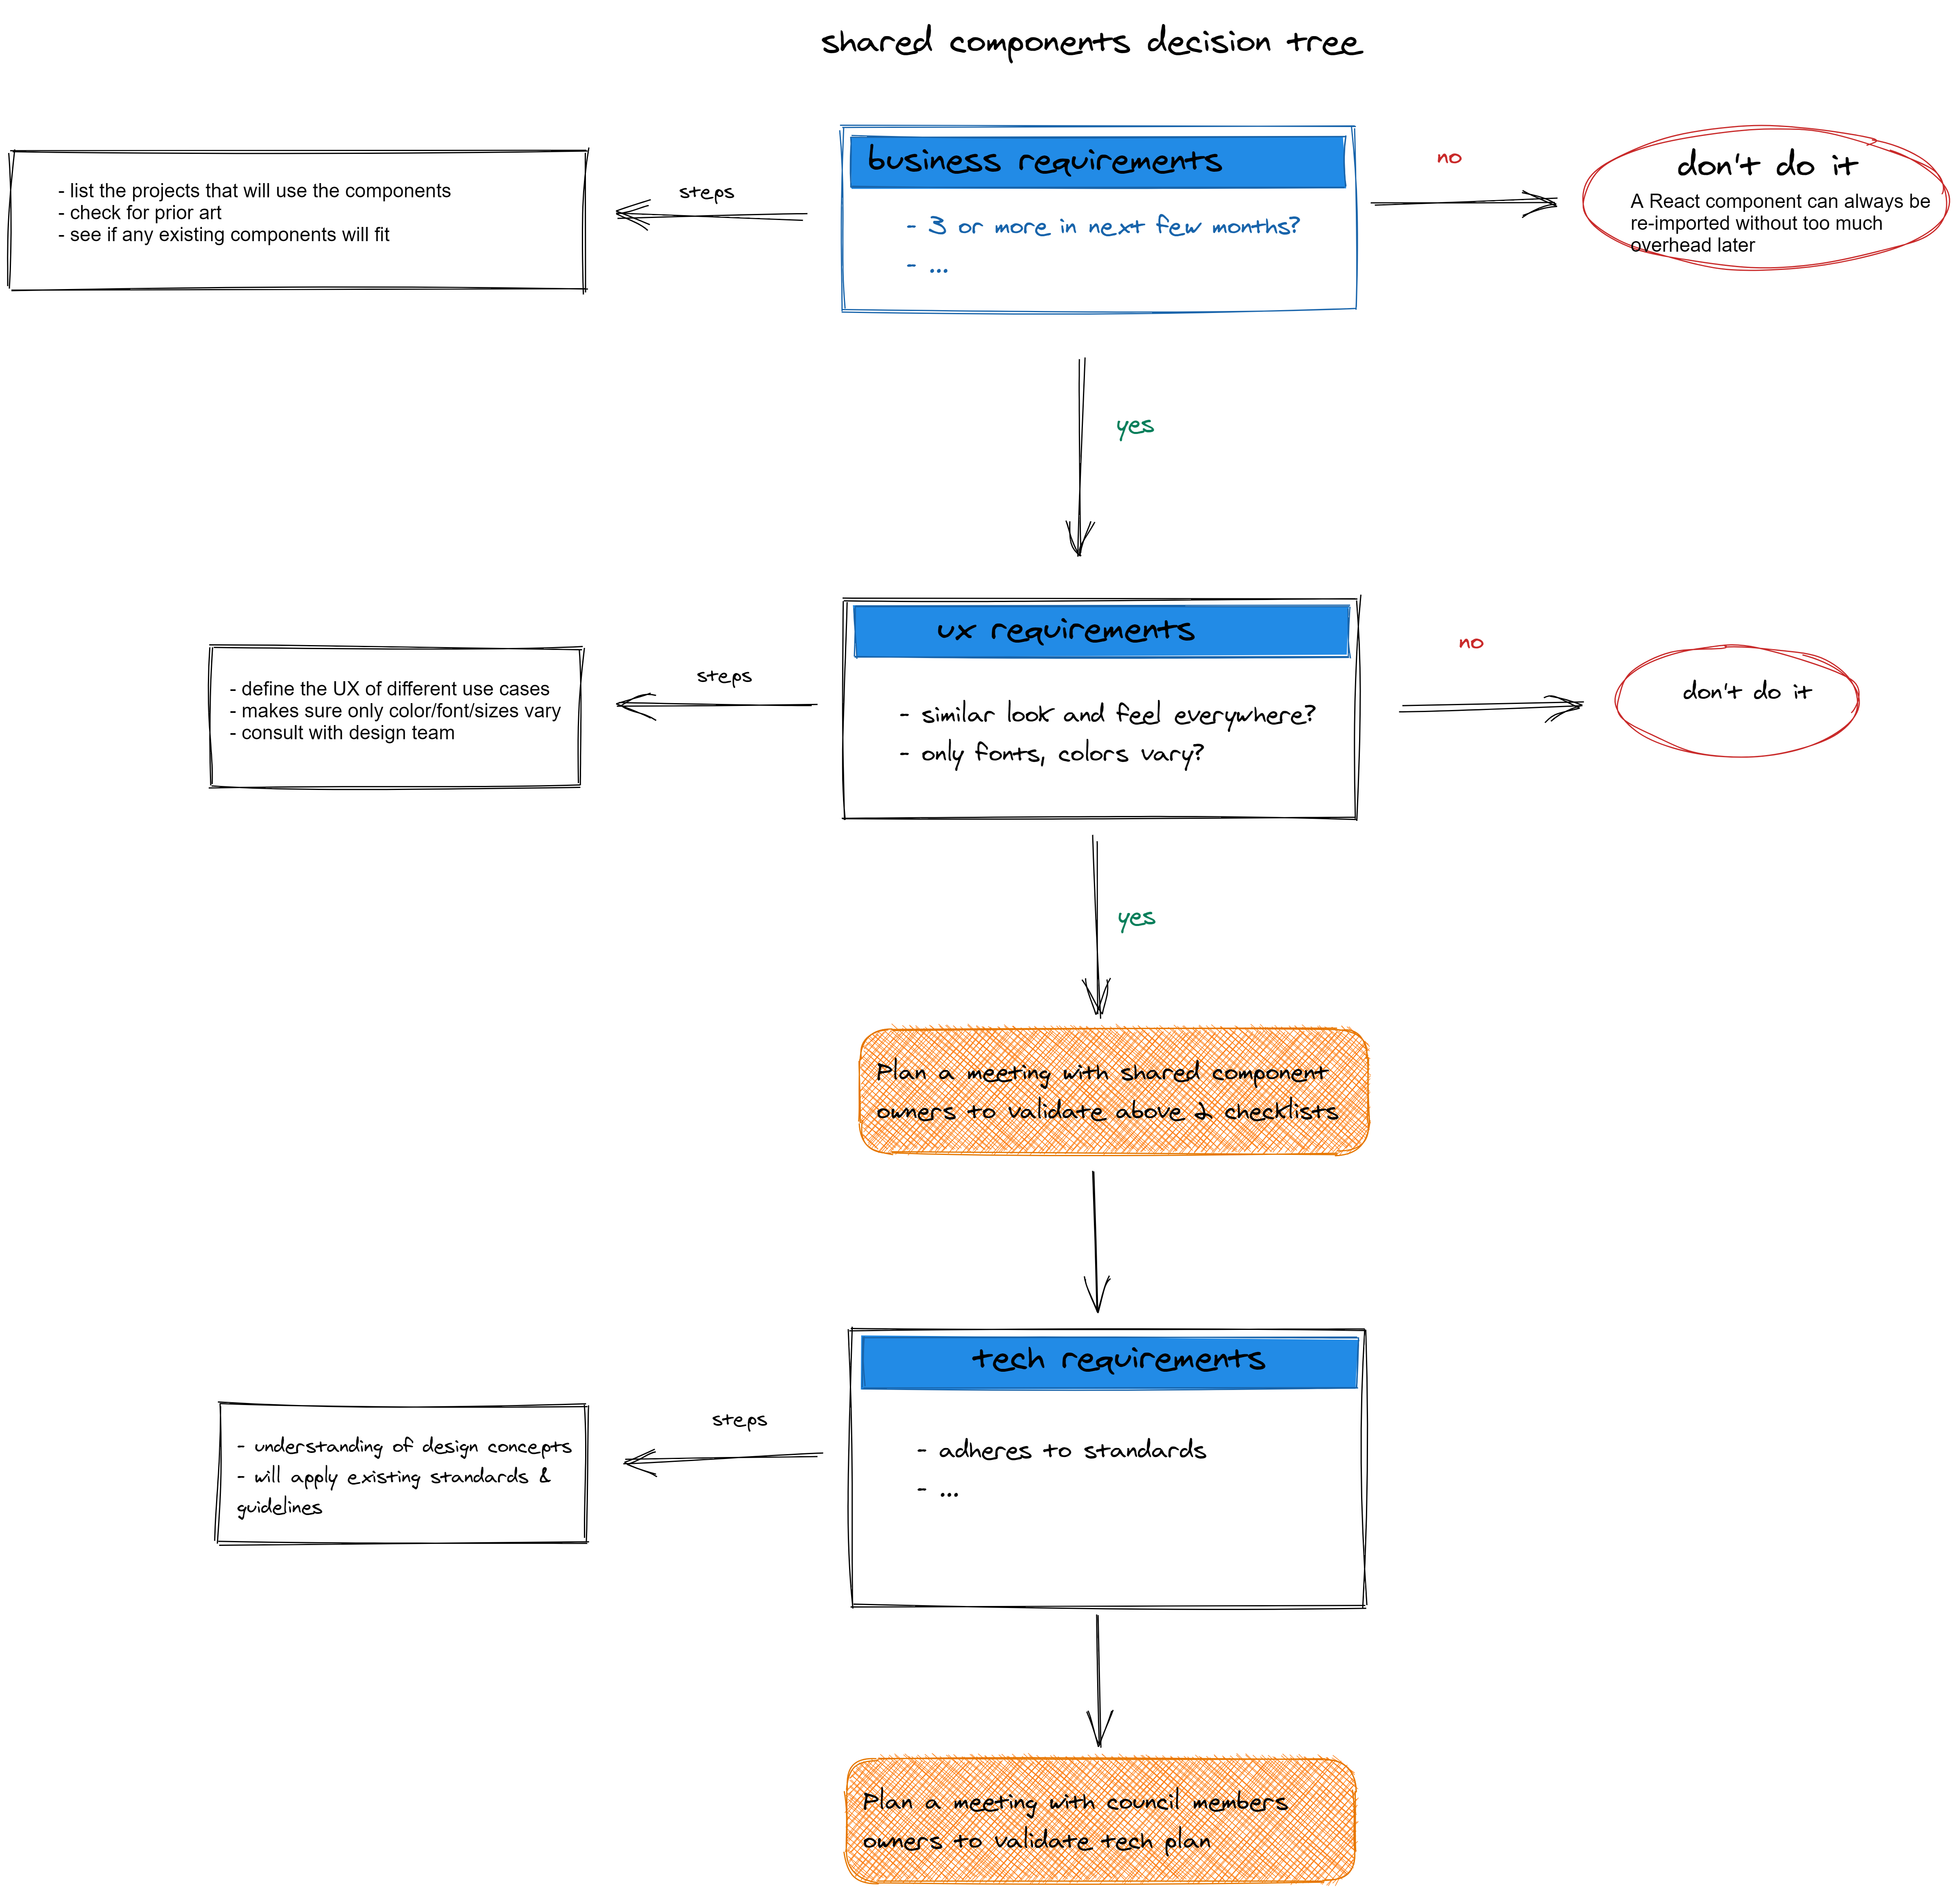 shared components decision tree
business requirements
- 3 or more in next few months?
- ...
steps
- list the projects that will use the components
- check for prior art
- see if any existing components will fit
no
don't do it
A React component can always be
re-imported without too much
overhead later
yes
ux requirements
- similar look and feel everywhere?
- only fonts, colors vary?
steps
- define the UX of different use cases
- makes sure only color/font/sizes vary
- consult with design team
no
don't do it
yes
Plan a meeting with shared component
owners to validate above 2 checklists
tech requirements
- adheres to standards
- ...
steps
- understanding of design concepts
- will apply existing standards &
guidelines
Plan a meeting with council members
owners to validate tech plan